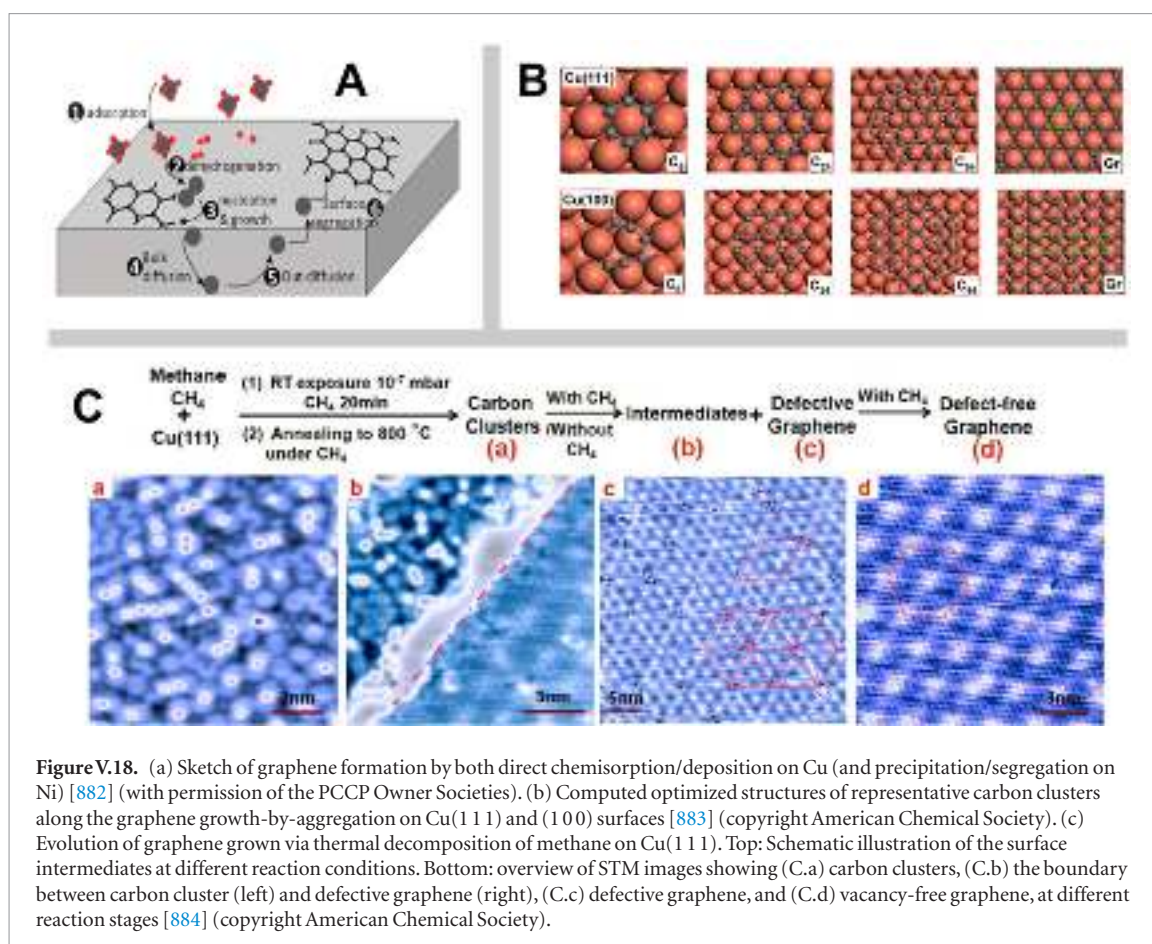 A
1 adsorption
2 dehydrogenation
3 nucleation
& growth
4 Bulk
diffusion
5 Out diffusion
Surface
segregation
B
Cu(111)
Gr
Cu(100)
Gr
C
Methane
CH₄
+
Cu(111)
(1) RT exposure 10⁻⁷ mbar
CH₄ 20min
(2) Annealing to 800 °C
under CH₄
Carbon
Clusters
(a)
With CH₄
Without
CH₄
Intermediates +
(b)
Defective
Graphene
(c)
With CH₄
Defect-free
Graphene
(d)
a
b
c
d
3nm
5nm
3nm
Figure V.18. (a) Sketch of graphene formation by both direct chemisorption/deposition on Cu (and precipitation/segregation on
Ni) [882] (with permission of the PCCP Owner Societies). (b) Computed optimized structures of representative carbon clusters
along the graphene growth-by-aggregation on Cu(1 1 1) and (1 0 0) surfaces [883] (copyright American Chemical Society). (c)
Evolution of graphene grown via thermal decomposition of methane on Cu(1 1 1). Top: Schematic illustration of the surface
intermediates at different reaction conditions. Bottom: overview of STM images showing (C.a) carbon clusters, (C.b) the boundary
between carbon cluster (left) and defective graphene (right), (C.c) defective graphene, and (C.d) vacancy-free graphene, at different
reaction stages [884] (copyright American Chemical Society).